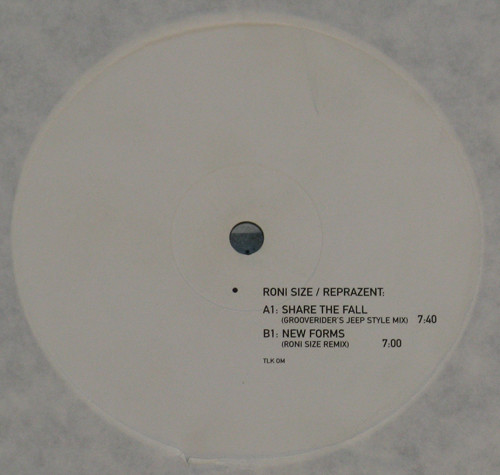 RONI SIZE / REPRAZENT:
A1: SHARE THE FALL
(GROOVERIDER'S JEEP STYLE MIX) 7:40
B1: NEW FORMS
(RONI SIZE REMIX) 7:00
TLK OM